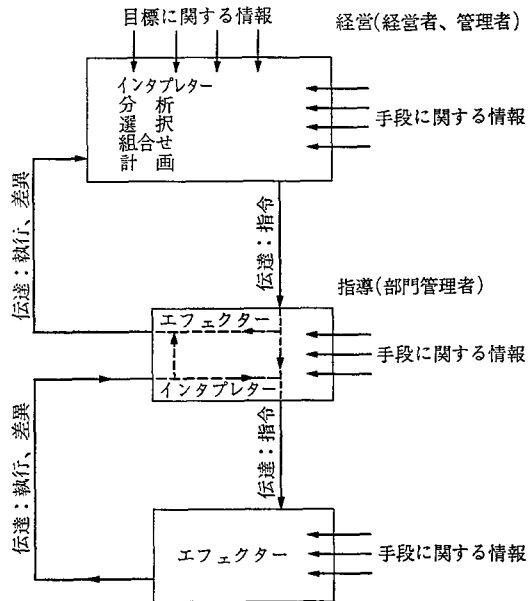 目標に関する情報
経営(経営者、管理者)
インタプレター
分析
選択
組合せ
計画
手段に関する情報
伝達:執行、差異
伝達:指令
指導(部門管理者)
エフェクター
手段に関する情報
インタプレター
伝達:執行、差異
伝達:指令
エフェクター
手段に関する情報